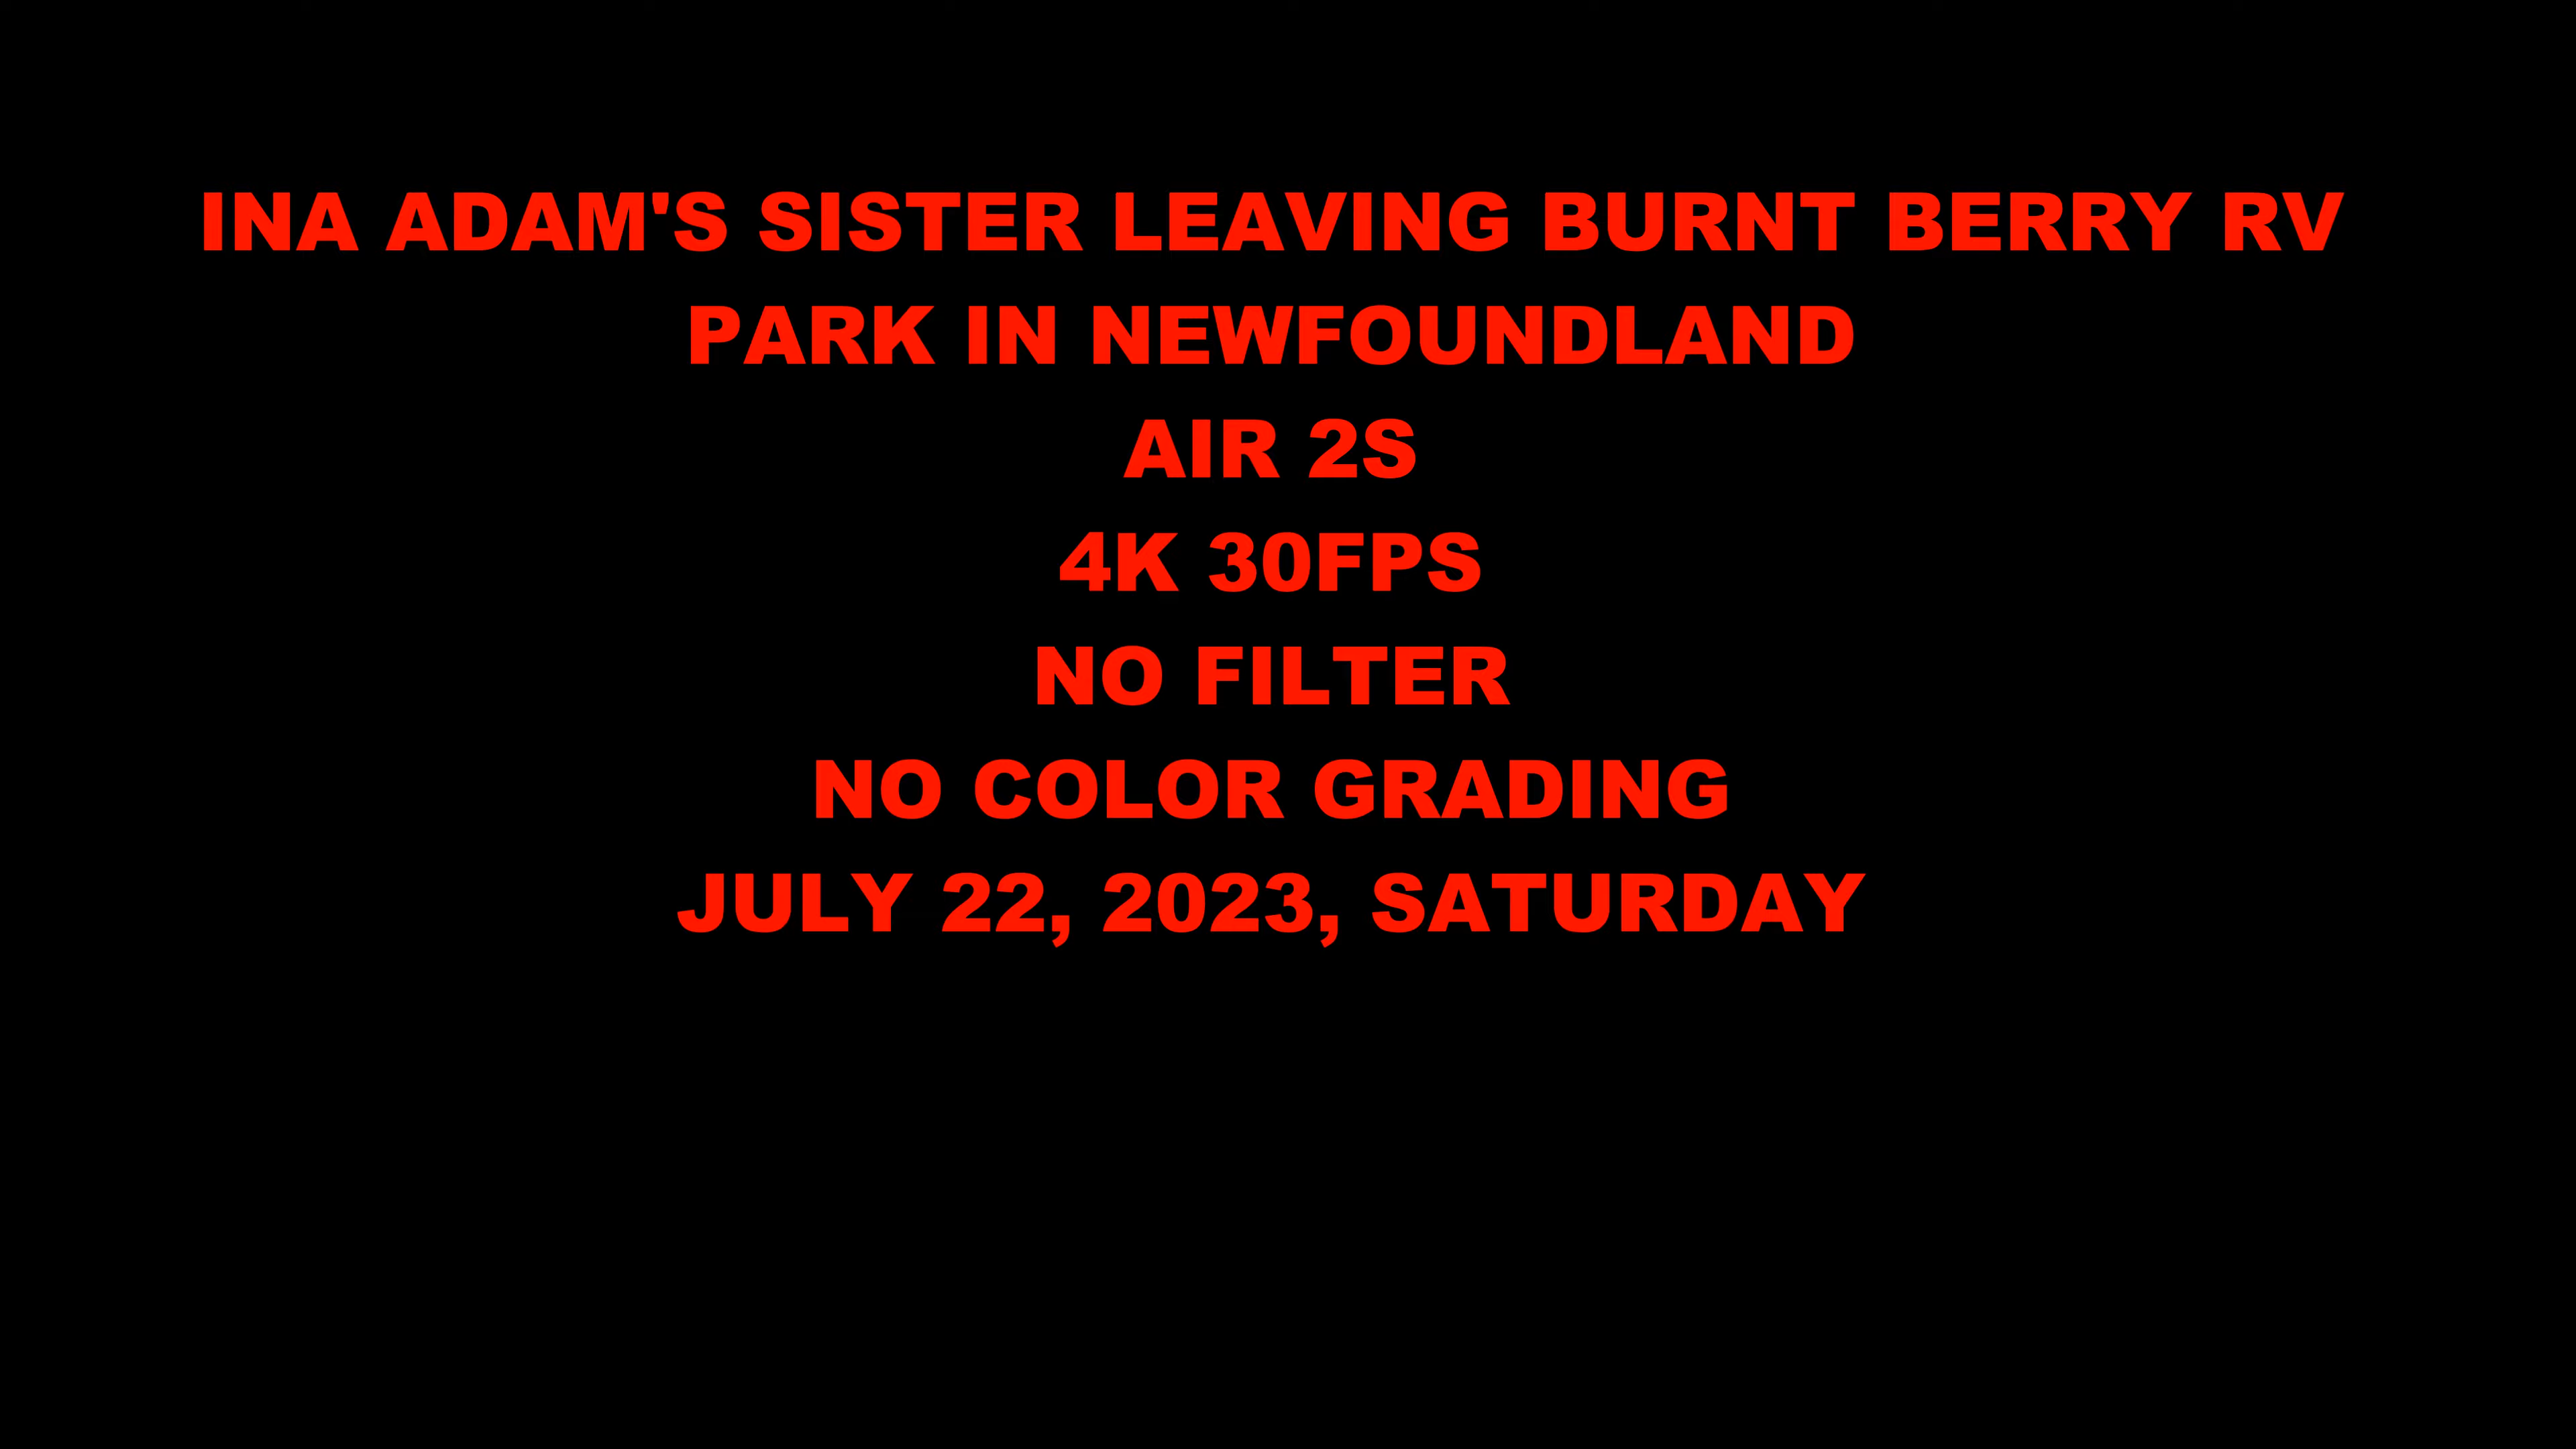 INA ADAM'S SISTER LEAVING BURNT BERRY RV
PARK IN NEWFOUNDLAND
AIR 2S
4K 30FPS
NO FILTER
NO COLOR GRADING
JULY 22, 2023, SATURDAY